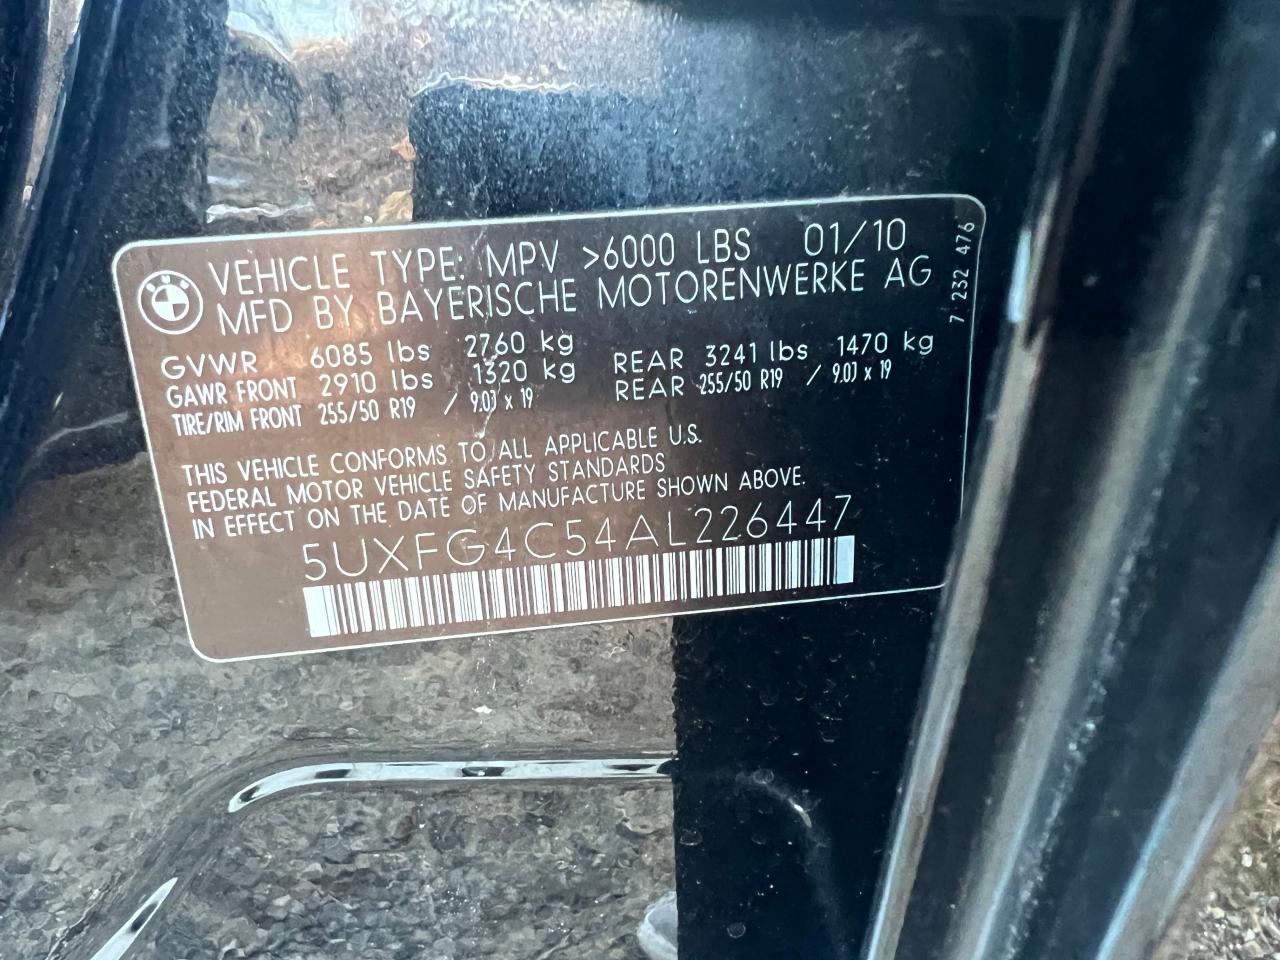 VEHICLE TYPE: MPV >6000 LBS 01/10
MFD BY BAYERISCHE MOTORENWERKE AG
7 232 476
GVWR 6085 lbs 2760 kg
GAWR FRONT 2910 lbs 1320 kg REAR 3241 lbs 1470 kg
TIRE/RIM FRONT 255/50 R19 / 9.0J x 19 REAR 255/50 R19 / 9.0J x 19
THIS VEHICLE CONFORMS TO ALL APPLICABLE U.S.
FEDERAL MOTOR VEHICLE SAFETY STANDARDS
IN EFFECT ON THE DATE OF MANUFACTURE SHOWN ABOVE.
5UXFG4C54AL226447